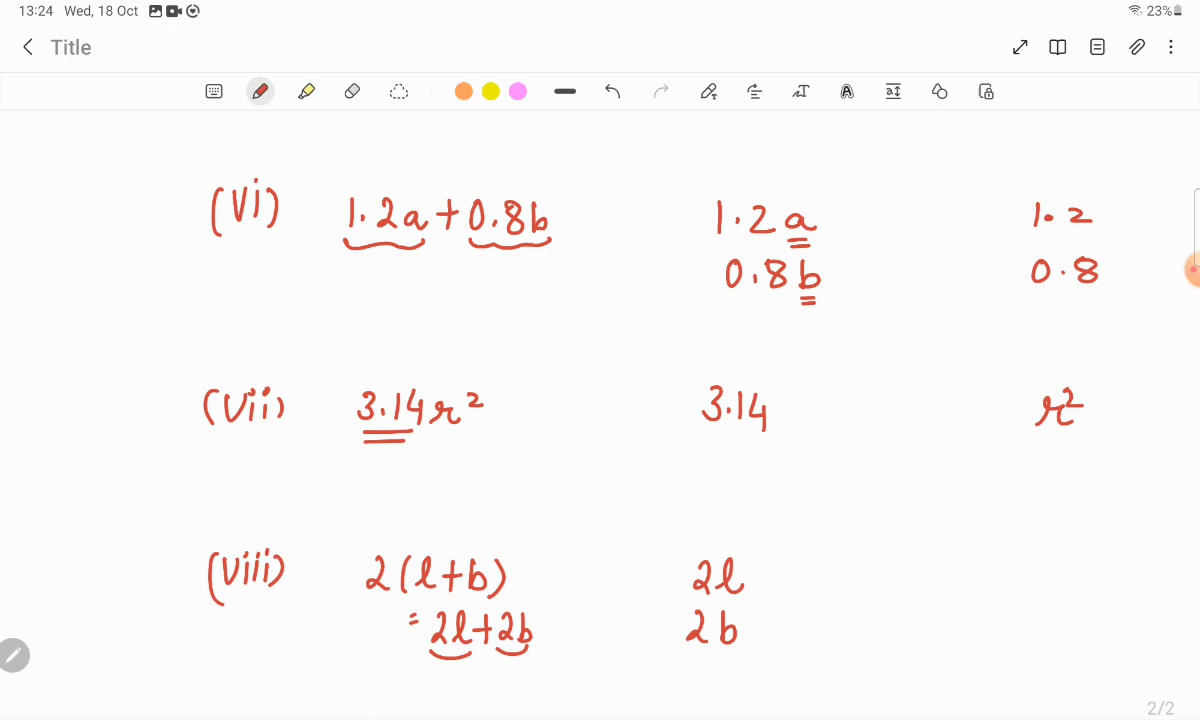 13:24 Wed, 18 Oct 23%
Title
(vi) 1.2a + 0.8b 1.2a 1.2
0.8b 0.8
(vii) 3.14r² 3.14 r²
(viii) 2(l+b) 2l
= 2l+2b 2b
2/2